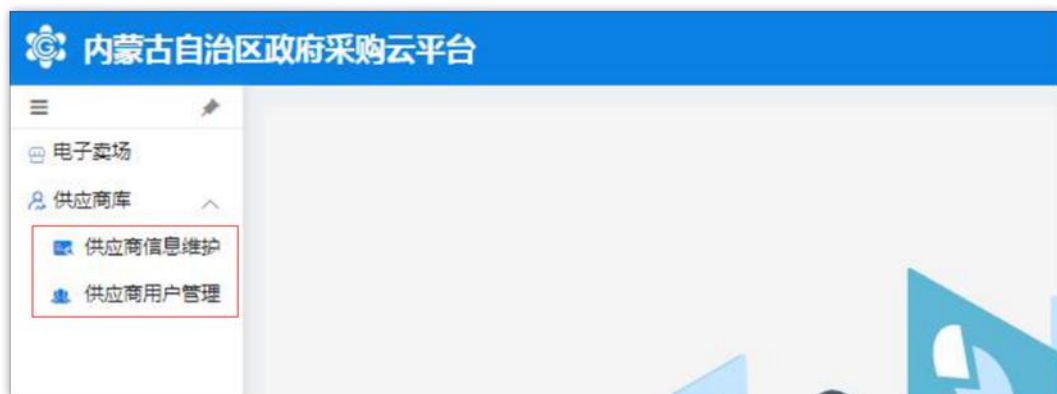 内蒙古自治区政府采购云平台
电子卖场
供应商库
供应商信息维护
供应商用户管理